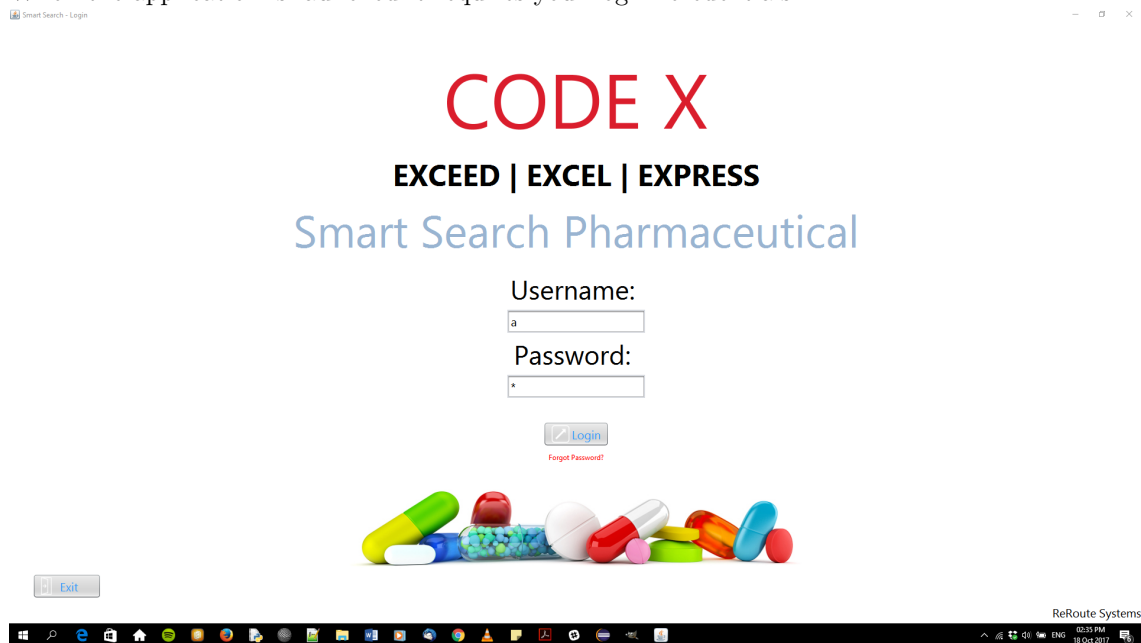 Smart Search - Login
CODE X
EXCEED | EXCEL | EXPRESS
Smart Search Pharmaceutical
Username:
a
Password:
*
Login
Forgot Password?
Exit
ReRoute Systems
ENG
02:35 PM
18 Oct 2017